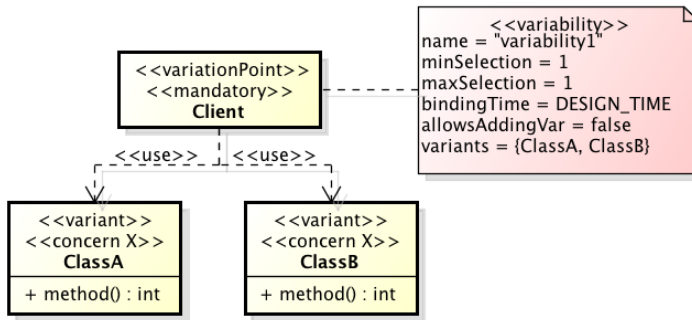 <<variability>>
name = "variability1"
minSelection = 1
maxSelection = 1
bindingTime = DESIGN_TIME
allowsAddingVar = false
variants = {ClassA, ClassB}
<<variationPoint>>
<<mandatory>>
Client
<<use>>
<<use>>
<<variant>>
<<concern X>>
ClassA
+ method() : int
<<variant>>
<<concern X>>
ClassB
+ method() : int